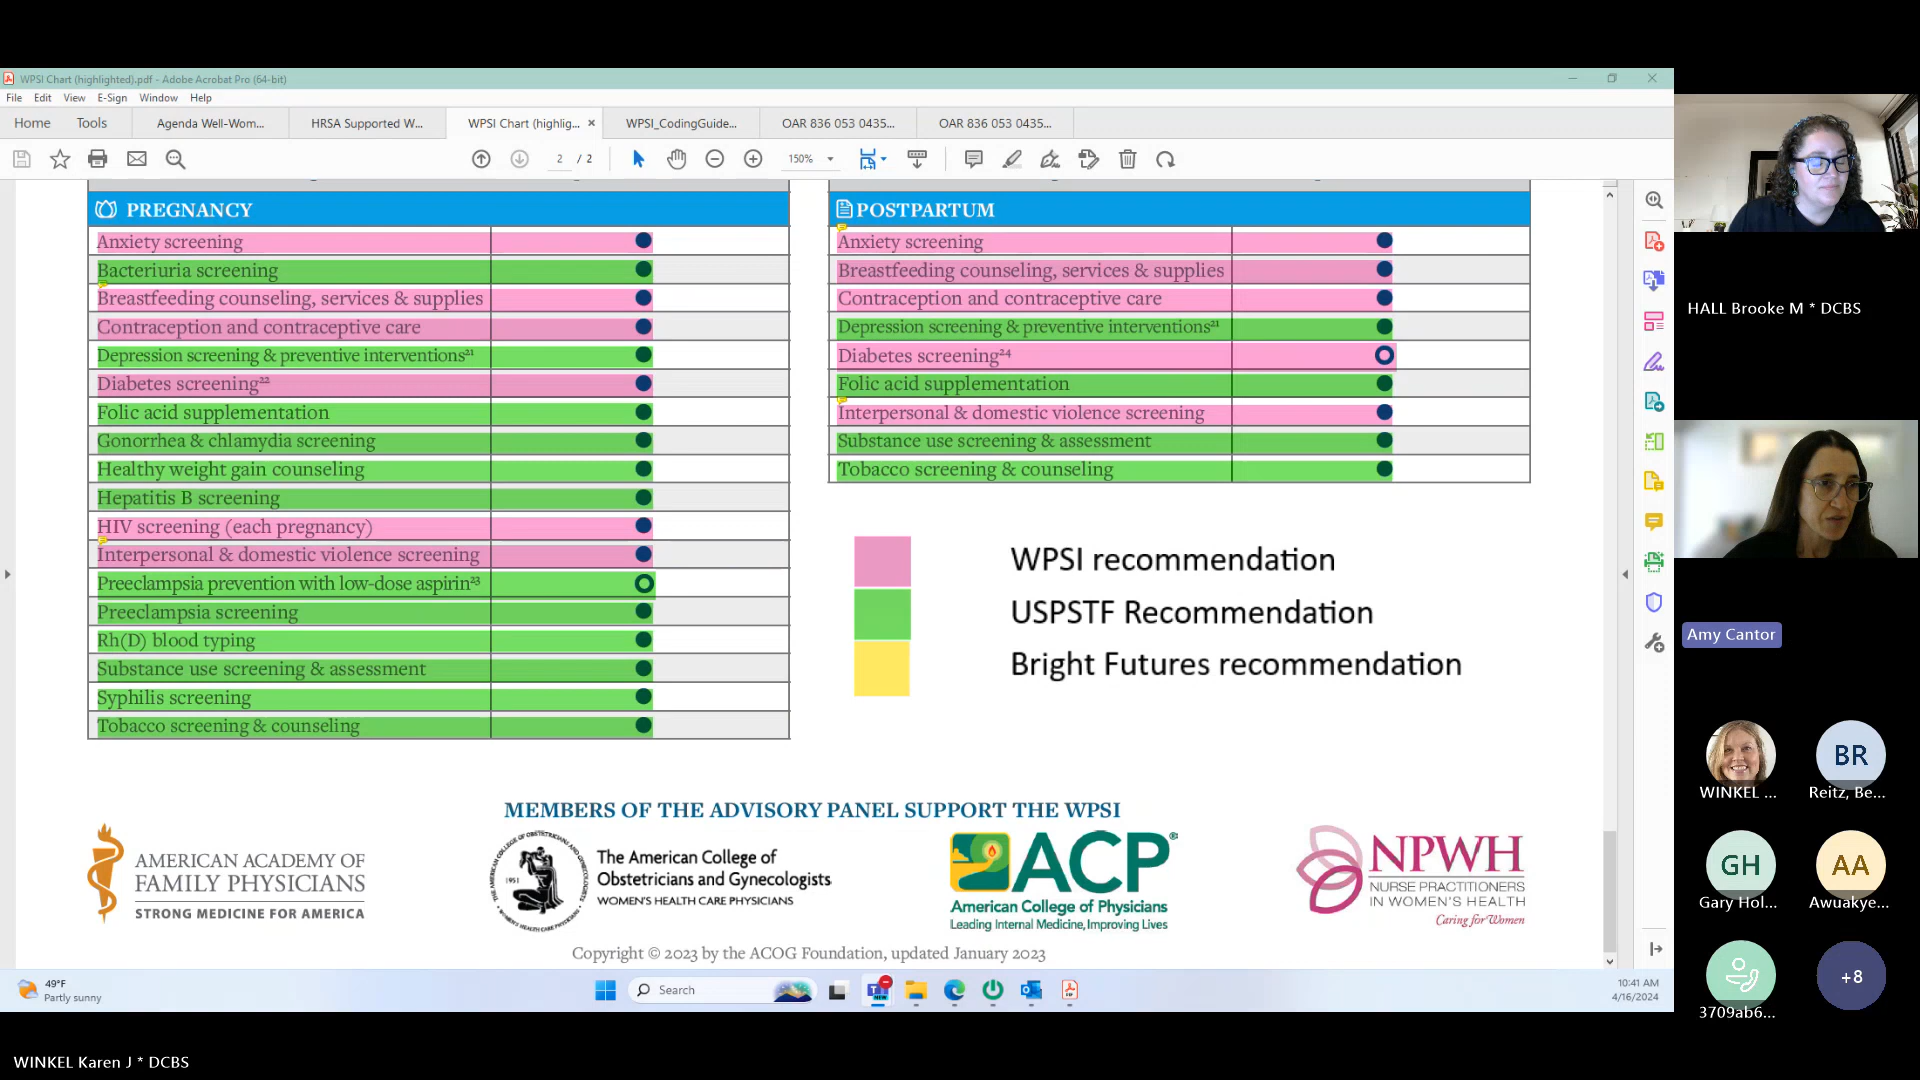 WPSI Chart (highlighted).pdf - Adobe Acrobat Pro (64-bit)
File Edit View E-Sign Window Help
Home Tools Agenda Well-Wom... HRSA Supported W... WPSI Chart (highlig... × WPSI_CodingGuide... OAR 836 053 0435... OAR 836 053 0435...
2 / 2 150%
PREGNANCY
Anxiety screening
Bacteriuria screening
Breastfeeding counseling, services & supplies
Contraception and contraceptive care
Depression screening & preventive interventions²¹
Diabetes screening²²
Folic acid supplementation
Gonorrhea & chlamydia screening
Healthy weight gain counseling
Hepatitis B screening
HIV screening (each pregnancy)
Interpersonal & domestic violence screening
Preeclampsia prevention with low-dose aspirin²³
Preeclampsia screening
Rh(D) blood typing
Substance use screening & assessment
Syphilis screening
Tobacco screening & counseling
POSTPARTUM
Anxiety screening
Breastfeeding counseling, services & supplies
Contraception and contraceptive care
Depression screening & preventive interventions²¹
Diabetes screening²⁴
Folic acid supplementation
Interpersonal & domestic violence screening
Substance use screening & assessment
Tobacco screening & counseling
WPSI recommendation
USPSTF Recommendation
Bright Futures recommendation
MEMBERS OF THE ADVISORY PANEL SUPPORT THE WPSI
AMERICAN ACADEMY OF
FAMILY PHYSICIANS
STRONG MEDICINE FOR AMERICA
1951
The American College of
Obstetricians and Gynecologists
WOMEN'S HEALTH CARE PHYSICIANS
ACP®
American College of Physicians
Leading Internal Medicine, Improving Lives
NPWH
NURSE PRACTITIONERS
IN WOMEN'S HEALTH
Caring for Women
Copyright © 2023 by the ACOG Foundation, updated January 2023
49°F
Partly sunny
Search
10:41 AM
4/16/2024
HALL Brooke M * DCBS
Amy Cantor
WINKEL ...
BR
Reitz, Be...
GH
Gary Hol...
AA
Awuakye...
3709ab6...
+8
WINKEL Karen J * DCBS